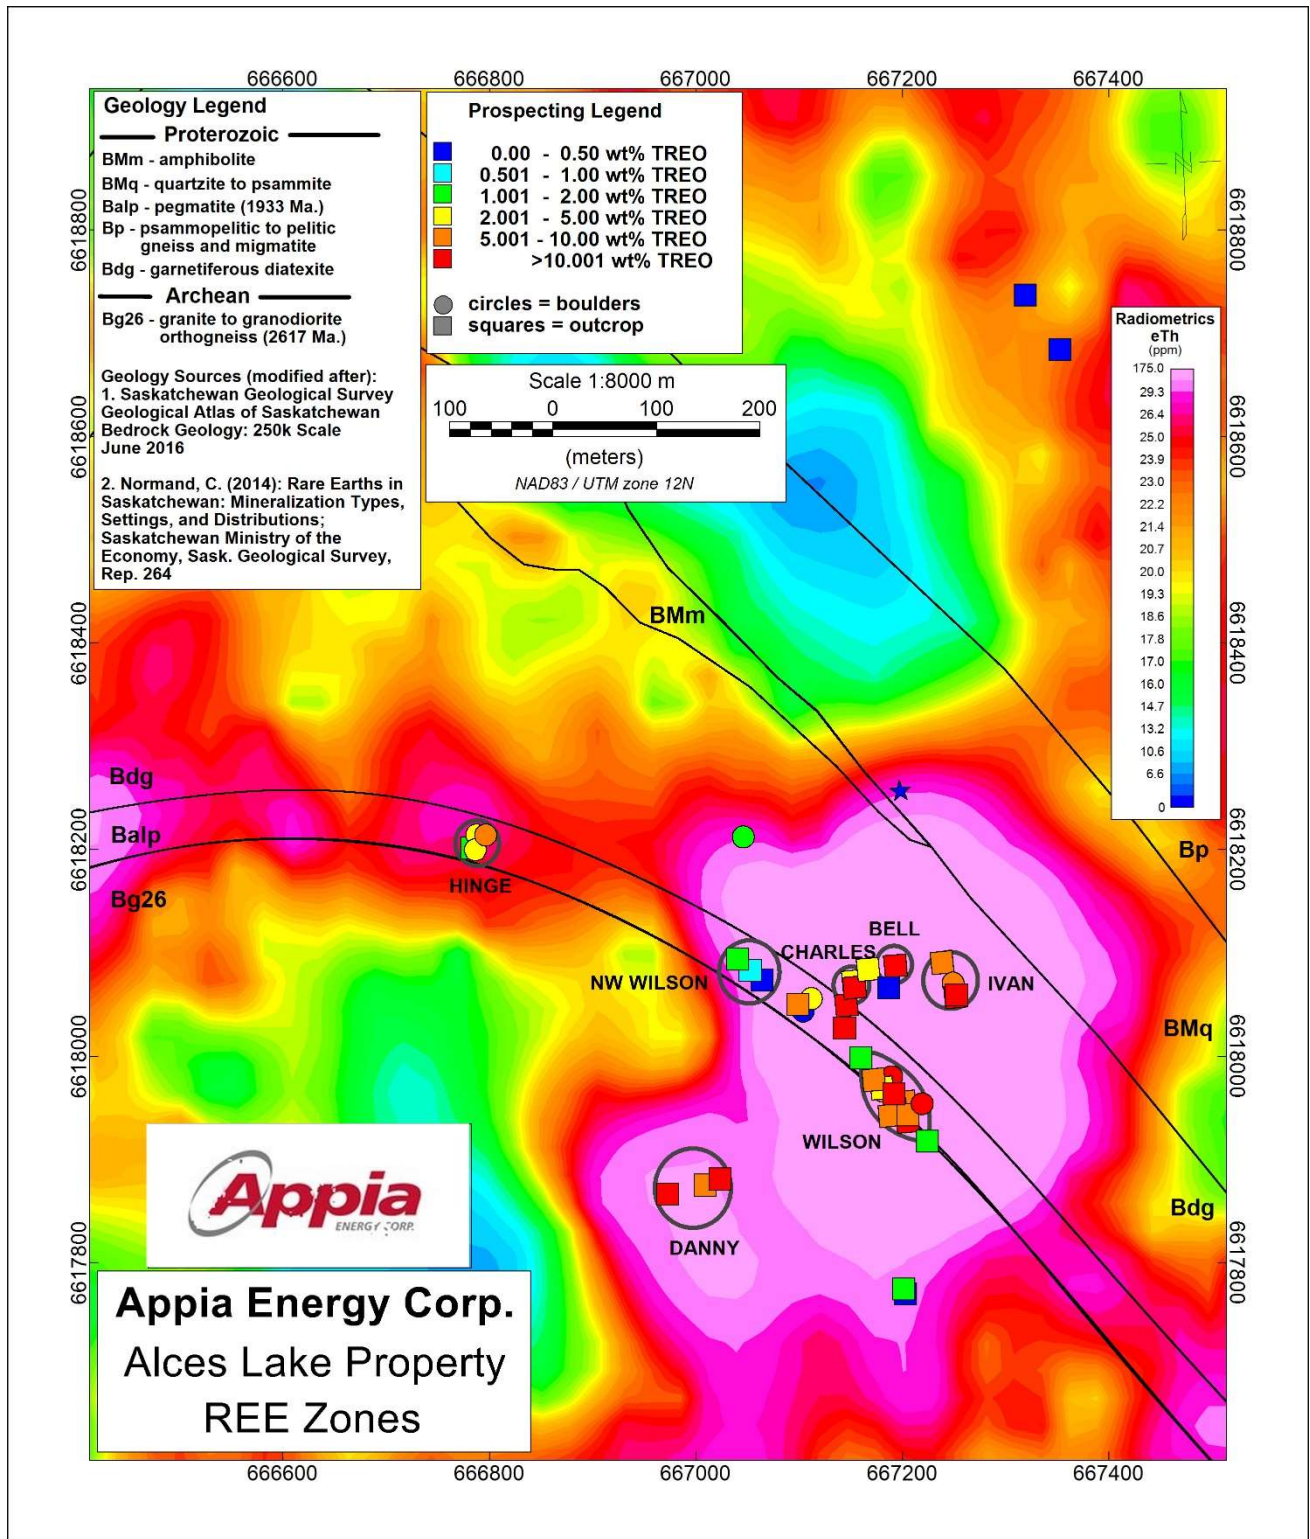 666600 666800 667000 667200 667400
Geology Legend
Proterozoic
BMm - amphibolite
BMq - quartzite to psammite
Balp - pegmatite (1933 Ma.)
Bp - psammopelitic to pelitic
gneiss and migmatite
Bdg - garnetiferous diatexite
Archean
Bg26 - granite to granodiorite
orthogneiss (2617 Ma.)
Geology Sources (modified after):
1. Saskatchewan Geological Survey
Geological Atlas of Saskatchewan
Bedrock Geology: 250k Scale
June 2016
2. Normand, C. (2014): Rare Earths in
Saskatchewan: Mineralization Types,
Settings, and Distributions;
Saskatchewan Ministry of the
Economy, Sask. Geological Survey,
Rep. 264
Prospecting Legend
0.00 - 0.50 wt% TREO
0.501 - 1.00 wt% TREO
1.001 - 2.00 wt% TREO
2.001 - 5.00 wt% TREO
5.001 - 10.00 wt% TREO
>10.001 wt% TREO
circles = boulders
squares = outcrop
Scale 1:8000 m
100 0 100 200
(meters)
NAD83 / UTM zone 12N
N
Radiometrics
eTh
(ppm)
175.0
29.3
26.4
25.0
23.9
23.0
22.2
21.4
20.7
20.0
19.3
18.6
17.8
17.0
16.0
14.7
13.2
10.6
6.6
0
6618800
6618600
6618400
6618200
6618000
6617800
6618800
6618600
6618400
6618200
6618000
6617800
BMm
Bdg
Balp
Bg26
HINGE
Bp
BELL
CHARLES
NW WILSON
IVAN
BMq
WILSON
Bdg
DANNY
Appia
ENERGY CORP.
Appia Energy Corp.
Alces Lake Property
REE Zones
666600 666800 667000 667200 667400